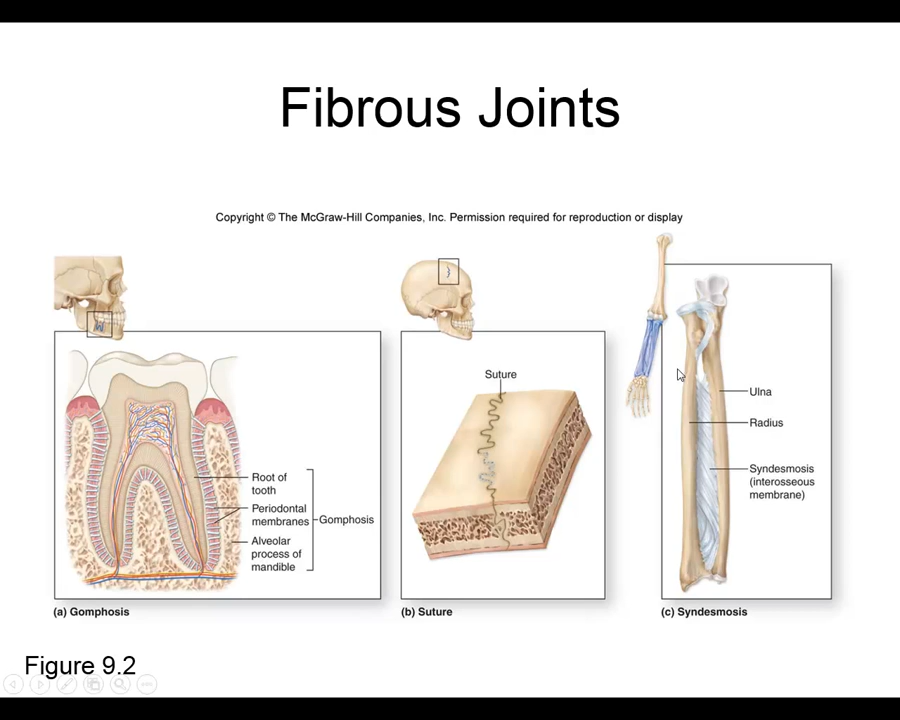 Fibrous Joints
Copyright © The McGraw-Hill Companies, Inc. Permission required for reproduction or display
Root of
tooth
Periodontal
membranes
Gomphosis
Alveolar
process of
mandible
(a) Gomphosis
Suture
(b) Suture
Ulna
Radius
Syndesmosis
(interosseous
membrane)
(c) Syndesmosis
Figure 9.2